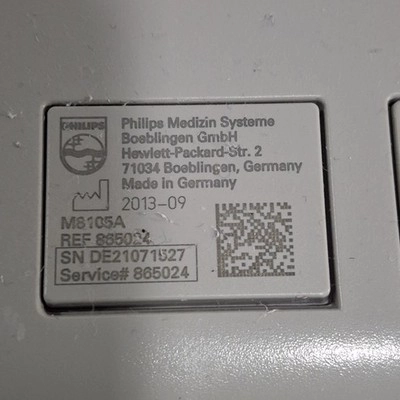 PHILIPS
Philips Medizin Systeme
Boeblingen GmbH
Hewlett-Packard-Str. 2
71034 Boeblingen, Germany
Made in Germany
2013-09
M8105A
REF 865024
SN DE21071527
Service# 865024